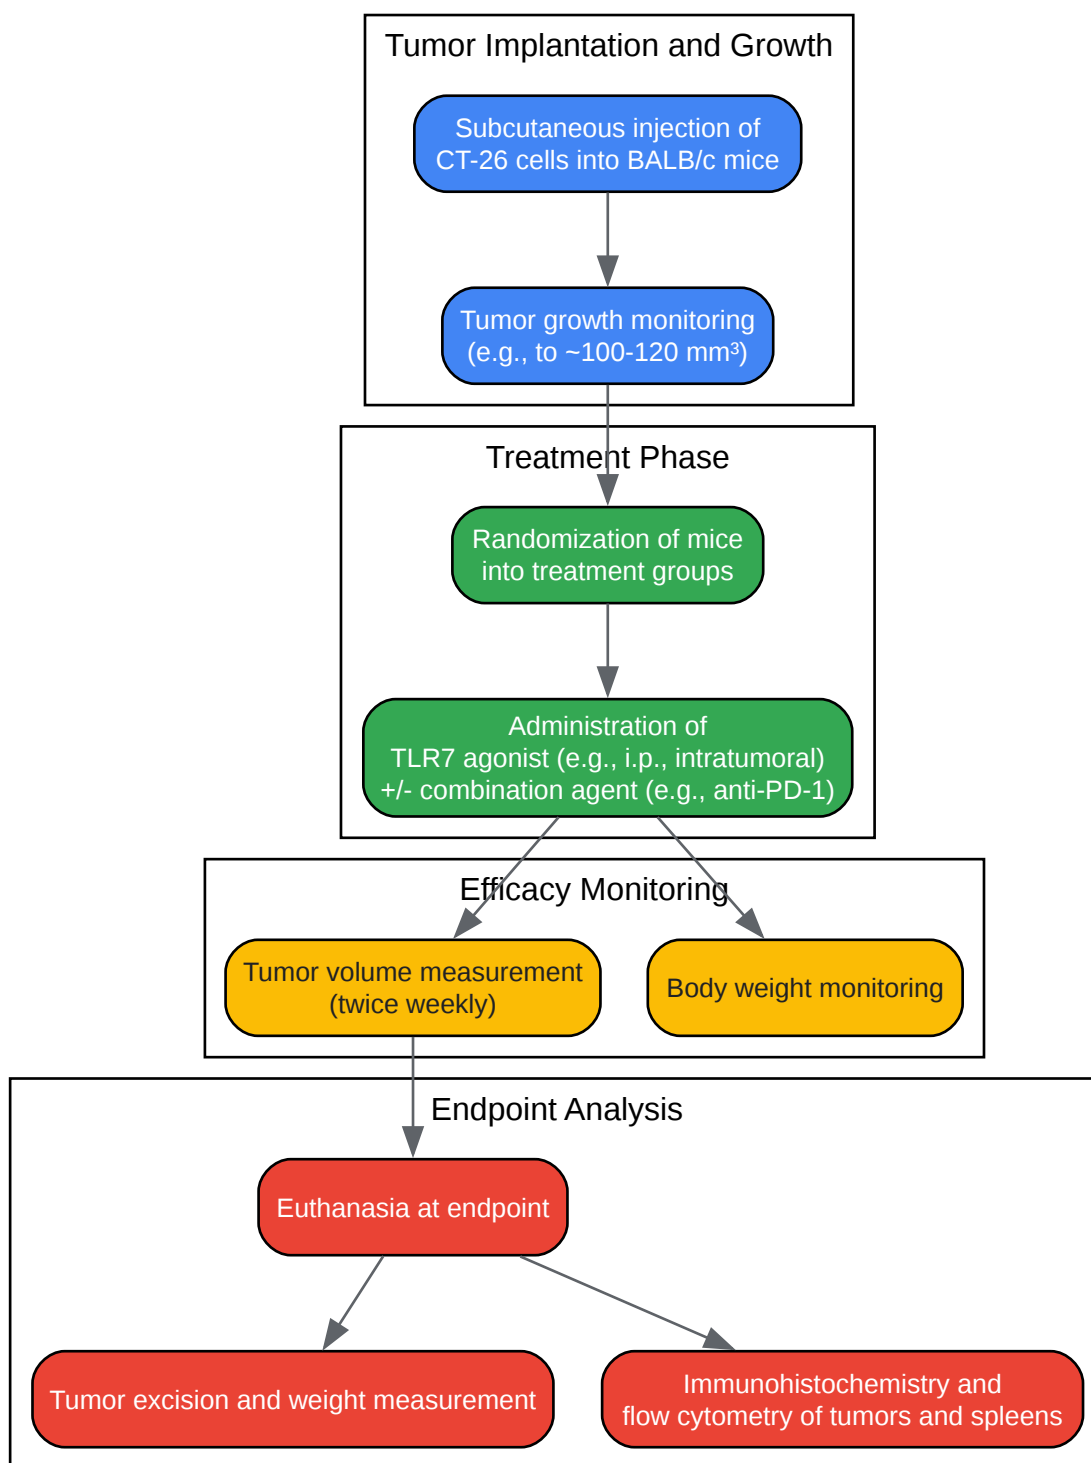 Tumor Implantation and Growth
Subcutaneous injection of
CT-26 cells into BALB/c mice
Tumor growth monitoring
(e.g., to ~100-120 mm³)
Treatment Phase
Randomization of mice
into treatment groups
Administration of
TLR7 agonist (e.g., i.p., intratumoral)
+/- combination agent (e.g., anti-PD-1)
Efficacy Monitoring
Tumor volume measurement
(twice weekly)
Body weight monitoring
Endpoint Analysis
Euthanasia at endpoint
Tumor excision and weight measurement
Immunohistochemistry and
flow cytometry of tumors and spleens